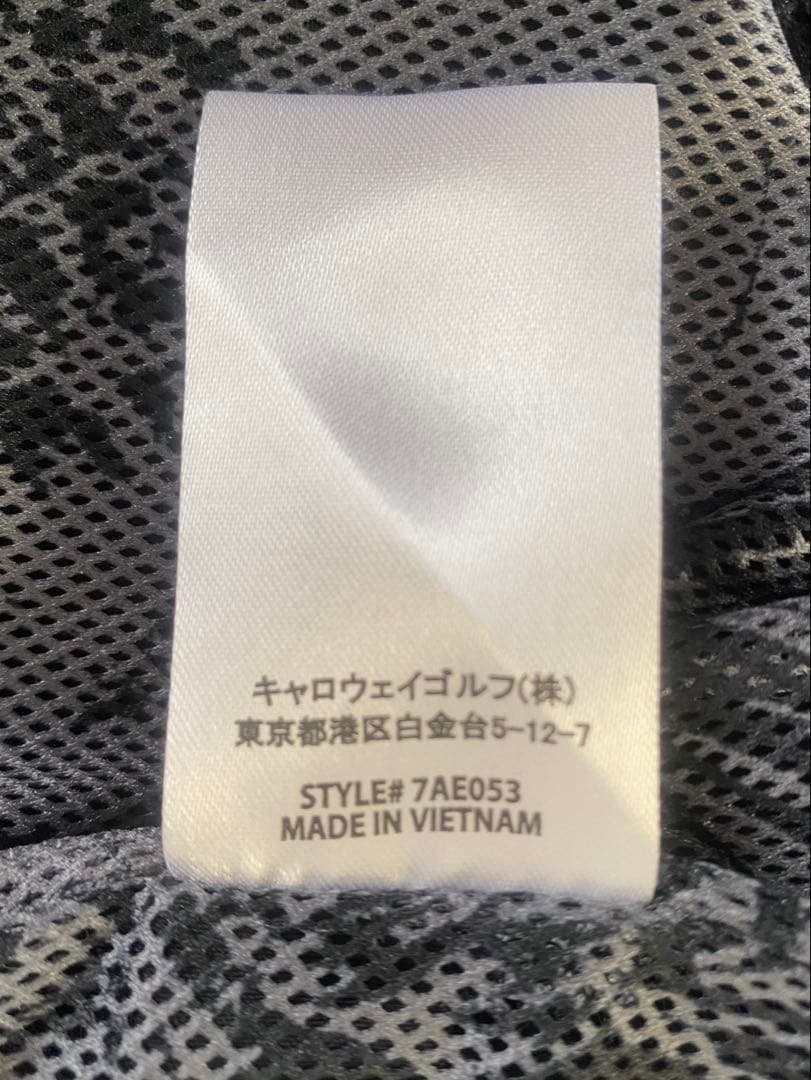 キャロウェイゴルフ(株)
東京都港区白金台5-12-7
STYLE# 7AE053
MADE IN VIETNAM